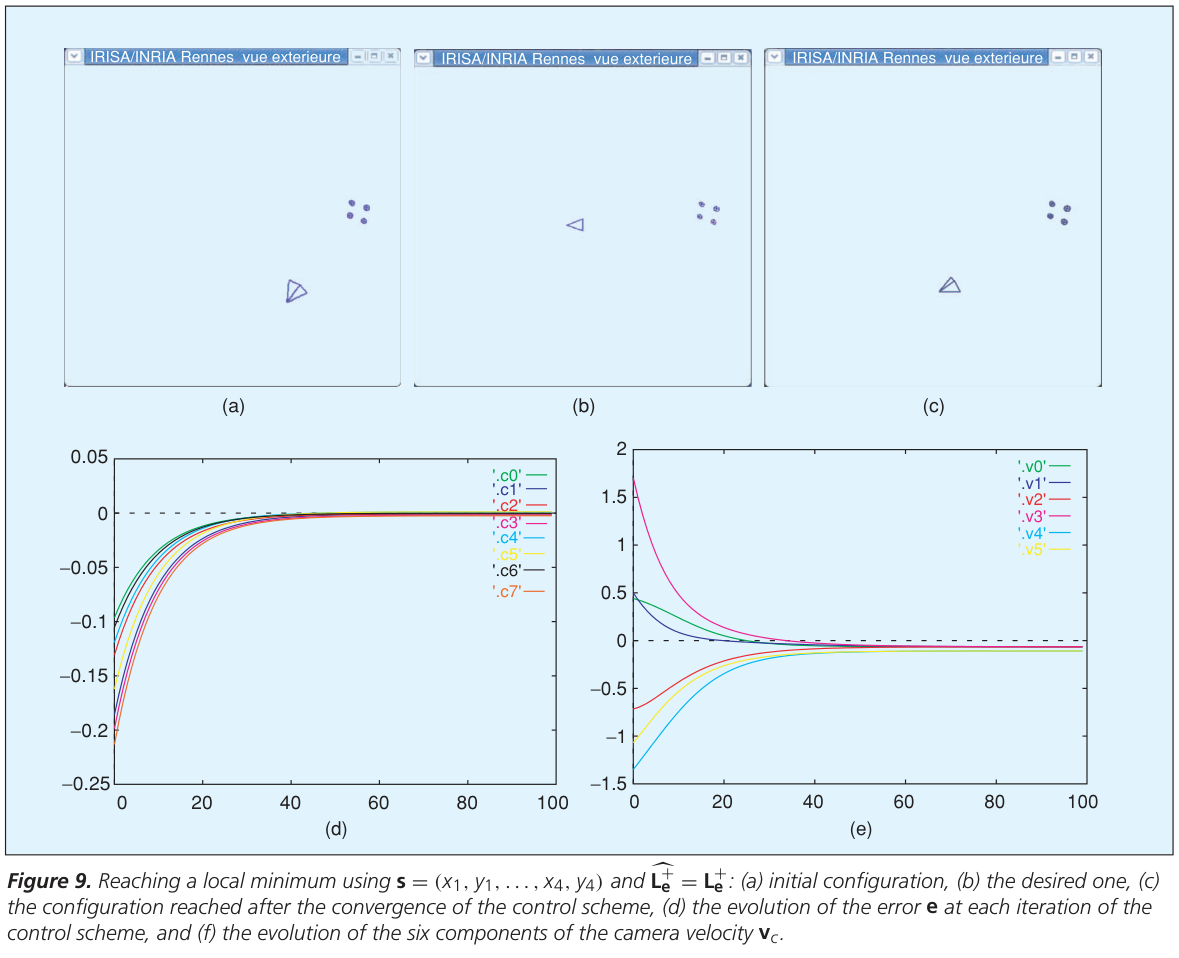 IRISA/INRIA Rennes vue exterieure
IRISA/INRIA Rennes vue exterieure
IRISA/INRIA Rennes vue exterieure
(a)
(b)
(c)
0.05
0
−0.05
−0.1
−0.15
−0.2
−0.25
0
20
40
60
80
100
'.c0'
'.c1'
'.c2'
'.c3'
'.c4'
'.c5'
'.c6'
'.c7'
(d)
2
1.5
1
0.5
0
−0.5
−1
−1.5
0
20
40
60
80
100
'.v0'
'.v1'
'.v2'
'.v3'
'.v4'
'.v5'
(e)
Figure 9. Reaching a local minimum using s = (x₁, y₁, . . . , x₄, y₄) and \widehat{L_e^+} = L_e^+: (a) initial configuration, (b) the desired one, (c)
the configuration reached after the convergence of the control scheme, (d) the evolution of the error e at each iteration of the
control scheme, and (f) the evolution of the six components of the camera velocity v_c.